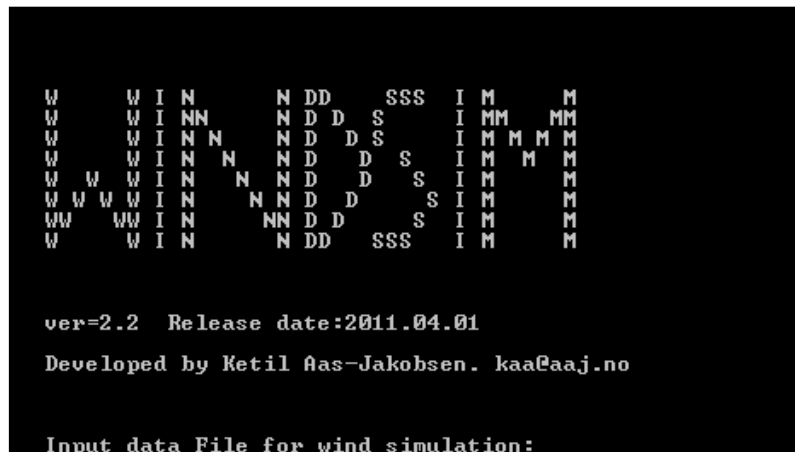 WINDSIM
ver=2.2 Release date:2011.04.01
Developed by Ketil Aas-Jakobsen. kaa@aaj.no
Input data File for wind simulation: